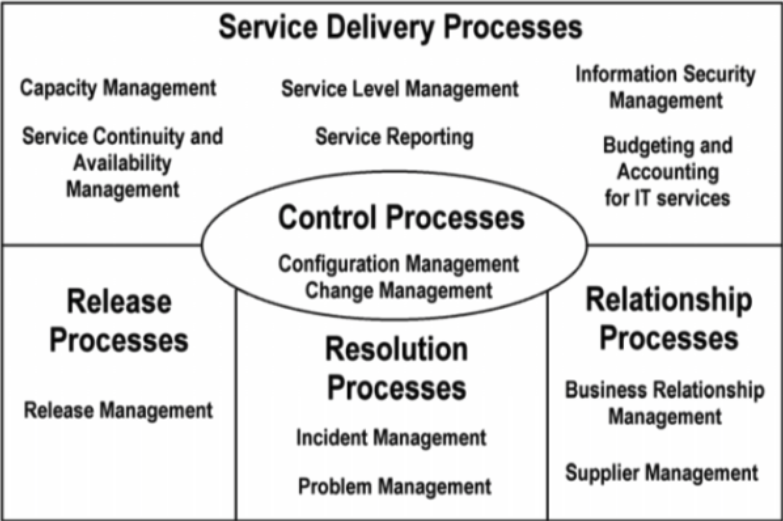 Service Delivery Processes
Capacity Management
Service Continuity and
Availability
Management
Service Level Management
Service Reporting
Information Security
Management
Budgeting and
Accounting
for IT services
Control Processes
Configuration Management
Change Management
Release
Processes
Release Management
Resolution
Processes
Incident Management
Problem Management
Relationship
Processes
Business Relationship
Management
Supplier Management